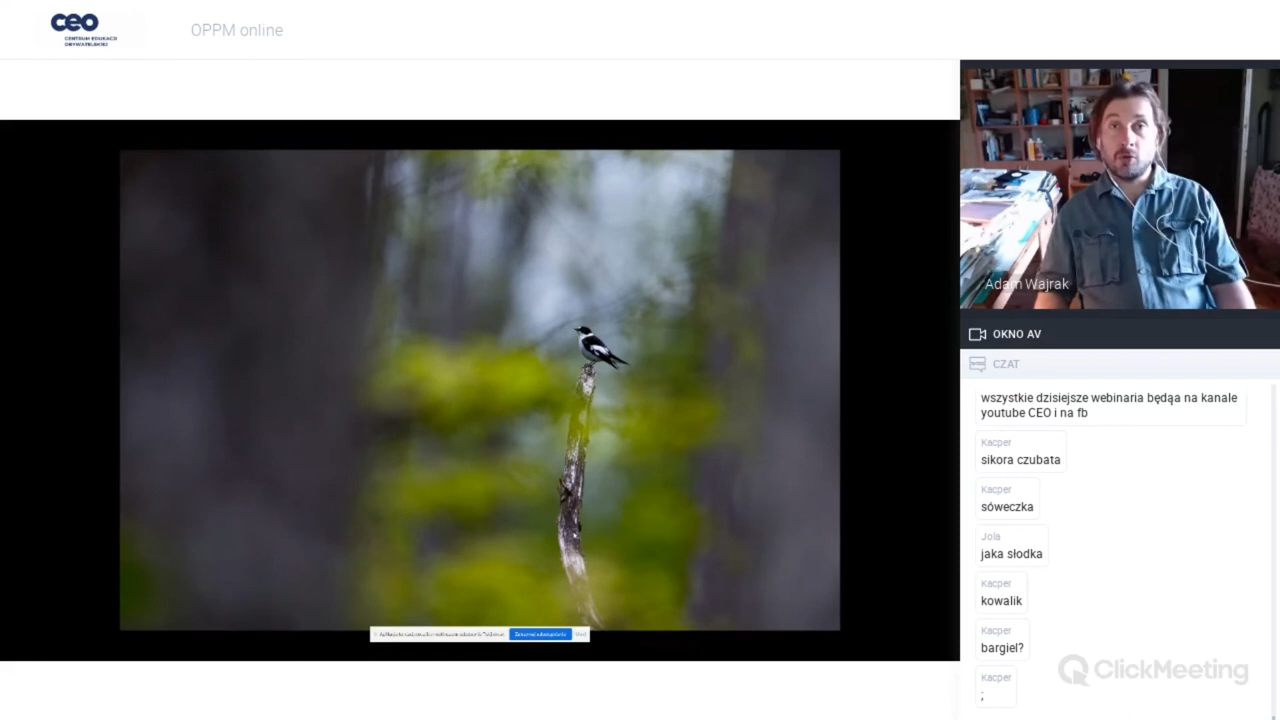 ceo
CENTRUM EDUKACJI
OBYWATELSKIEJ
OPPM online
Adam Wajrak
OKNO AV
CZAT
wszystkie dzisiejsze webinaria będąa na kanale
youtube CEO i na fb
Kacper
sikora czubata
Kacper
sóweczka
Jola
jaka słodka
Kacper
kowalik
Kacper
bargiel?
Kacper
;
ClickMeeting